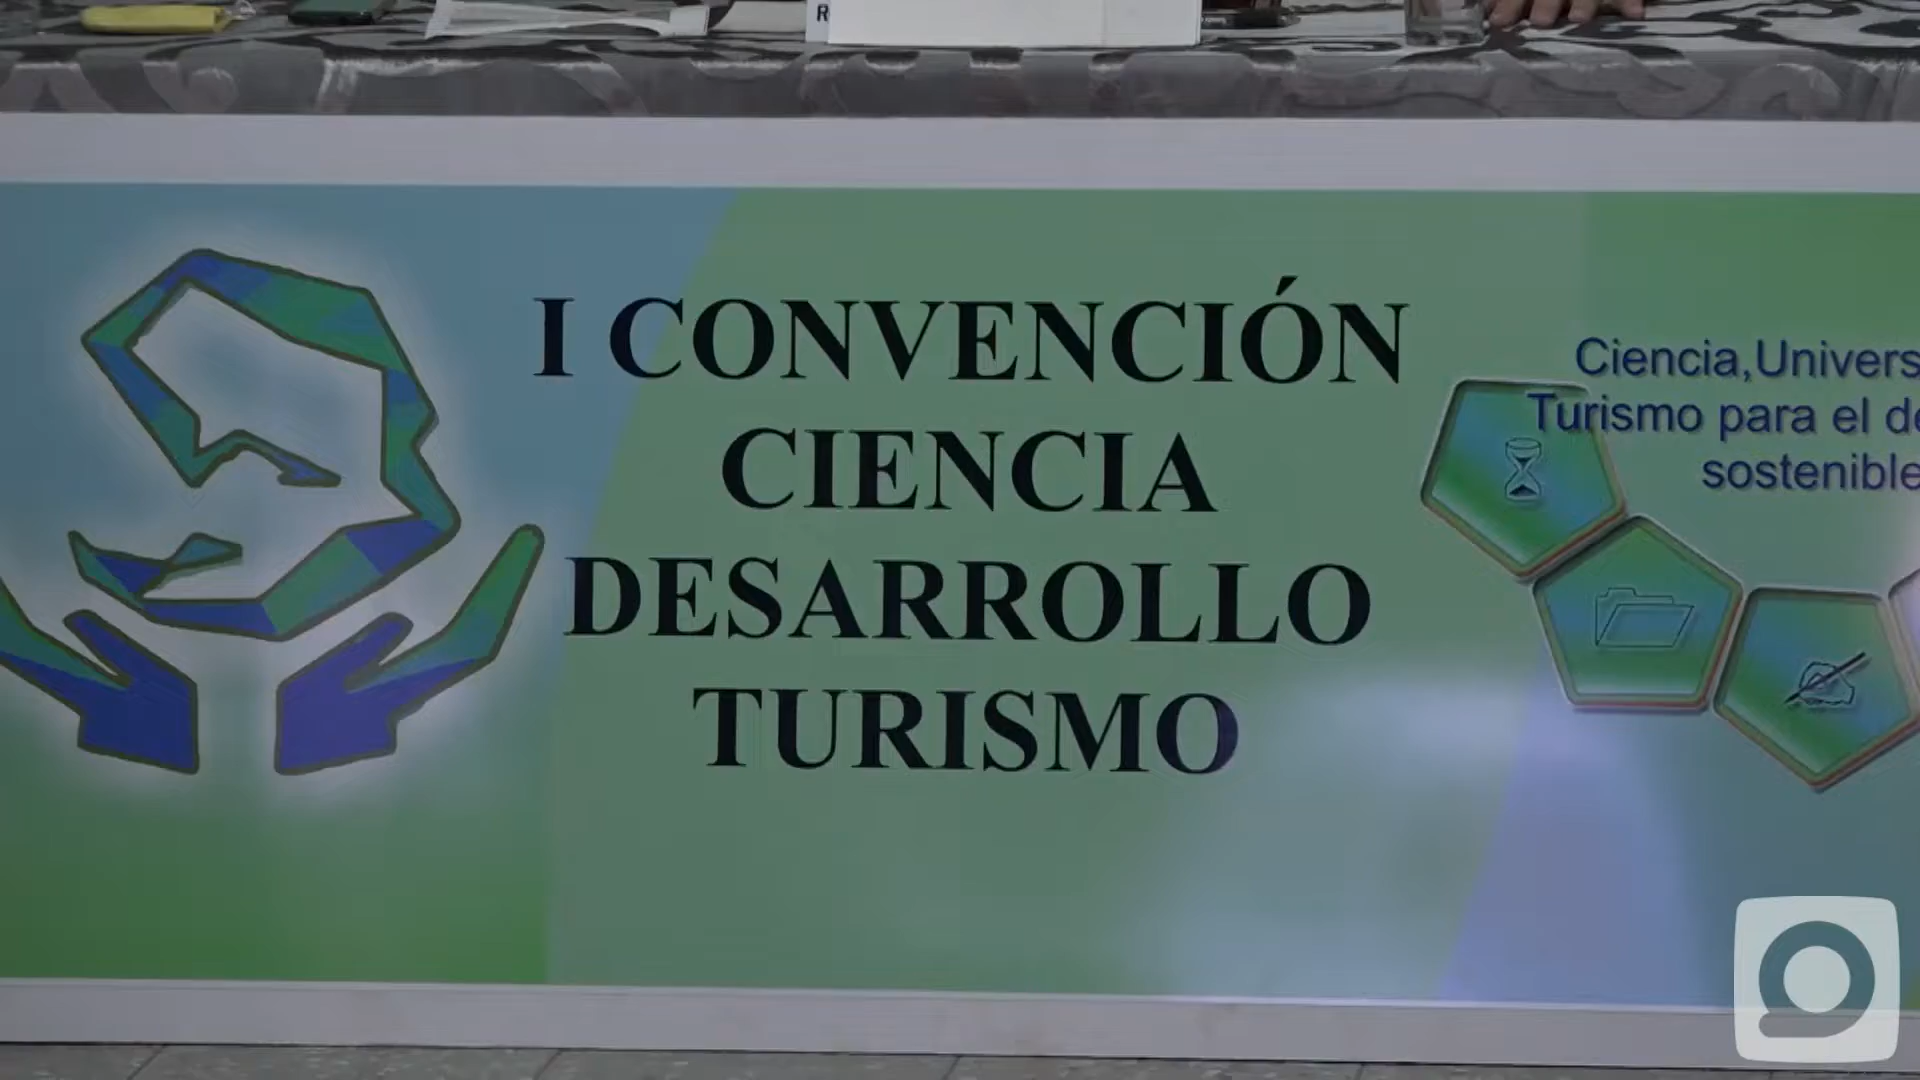 R
I CONVENCIÓN
CIENCIA
DESARROLLO
TURISMO
Ciencia,Univers
Turismo para el de
sostenible